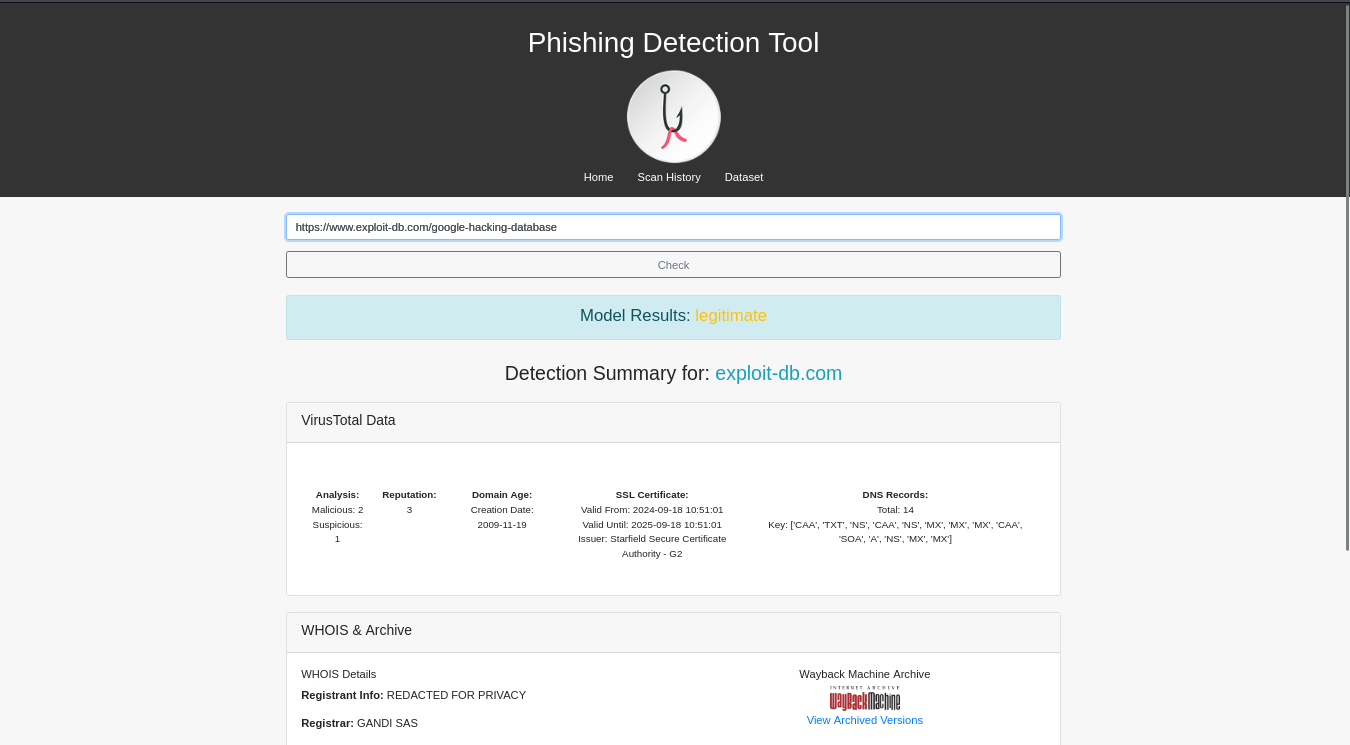 Phishing Detection Tool
Home Scan History Dataset
https://www.exploit-db.com/google-hacking-database
Check
Model Results: legitimate
Detection Summary for: exploit-db.com
VirusTotal Data
Analysis:
Malicious: 2
Suspicious:
1
Reputation:
3
Domain Age:
Creation Date:
2009-11-19
SSL Certificate:
Valid From: 2024-09-18 10:51:01
Valid Until: 2025-09-18 10:51:01
Issuer: Starfield Secure Certificate
Authority - G2
DNS Records:
Total: 14
Key: ['CAA', 'TXT', 'NS', 'CAA', 'NS', 'MX', 'MX', 'MX', 'CAA',
'SOA', 'A', 'NS', 'MX', 'MX']
WHOIS & Archive
WHOIS Details
Registrant Info: REDACTED FOR PRIVACY
Registrar: GANDI SAS
Wayback Machine Archive
INTERNET ARCHIVE
WayBackMachine
View Archived Versions